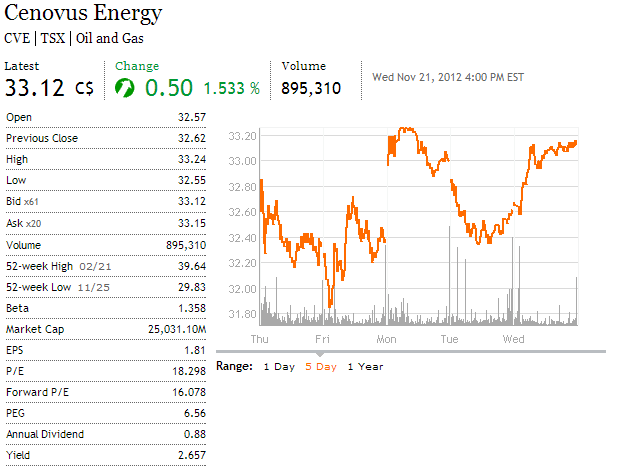 Cenovus Energy
CVE | TSX | Oil and Gas
Latest Change Volume Wed Nov 21, 2012 4:00 PM EST
33.12 C$ 0.50 1.533 % 895,310
Open 32.57
Previous Close 32.62
High 33.24
Low 32.55
Bid x61 33.12
Ask x20 33.15
Volume 895,310
52-week High 02/21 39.64
52-week Low 11/25 29.83
Beta 1.358
Market Cap 25,031.10M
EPS 1.81
P/E 18.298
Forward P/E 16.078
PEG 6.56
Annual Dividend 0.88
Yield 2.657
33.20
33.00
32.80
32.60
32.40
32.20
32.00
31.80
Thu Fri Mon Tue Wed
Range: 1 Day 5 Day 1 Year